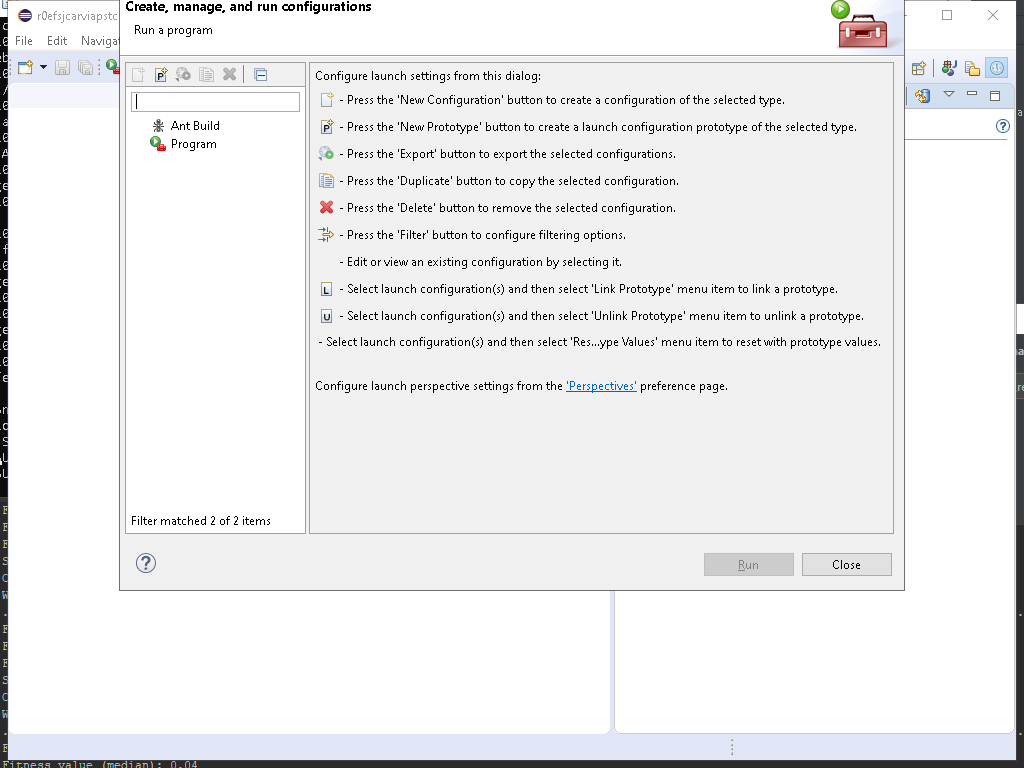 Create, manage, and run configurations
r0efsjcarviapstc
Run a program
File Edit Naviga
Configure launch settings from this dialog:
- Press the 'New Configuration' button to create a configuration of the selected type.
- Press the 'New Prototype' button to create a launch configuration prototype of the selected type.
- Press the 'Export' button to export the selected configurations.
- Press the 'Duplicate' button to copy the selected configuration.
- Press the 'Delete' button to remove the selected configuration.
- Press the 'Filter' button to configure filtering options.
- Edit or view an existing configuration by selecting it.
L - Select launch configuration(s) and then select 'Link Prototype' menu item to link a prototype.
U - Select launch configuration(s) and then select 'Unlink Prototype' menu item to unlink a prototype.
- Select launch configuration(s) and then select 'Res...ype Values' menu item to reset with prototype values.
Configure launch perspective settings from the 'Perspectives' preference page.
Ant Build
Program
Filter matched 2 of 2 items
Run
Close
Fitness value (median): 0.04